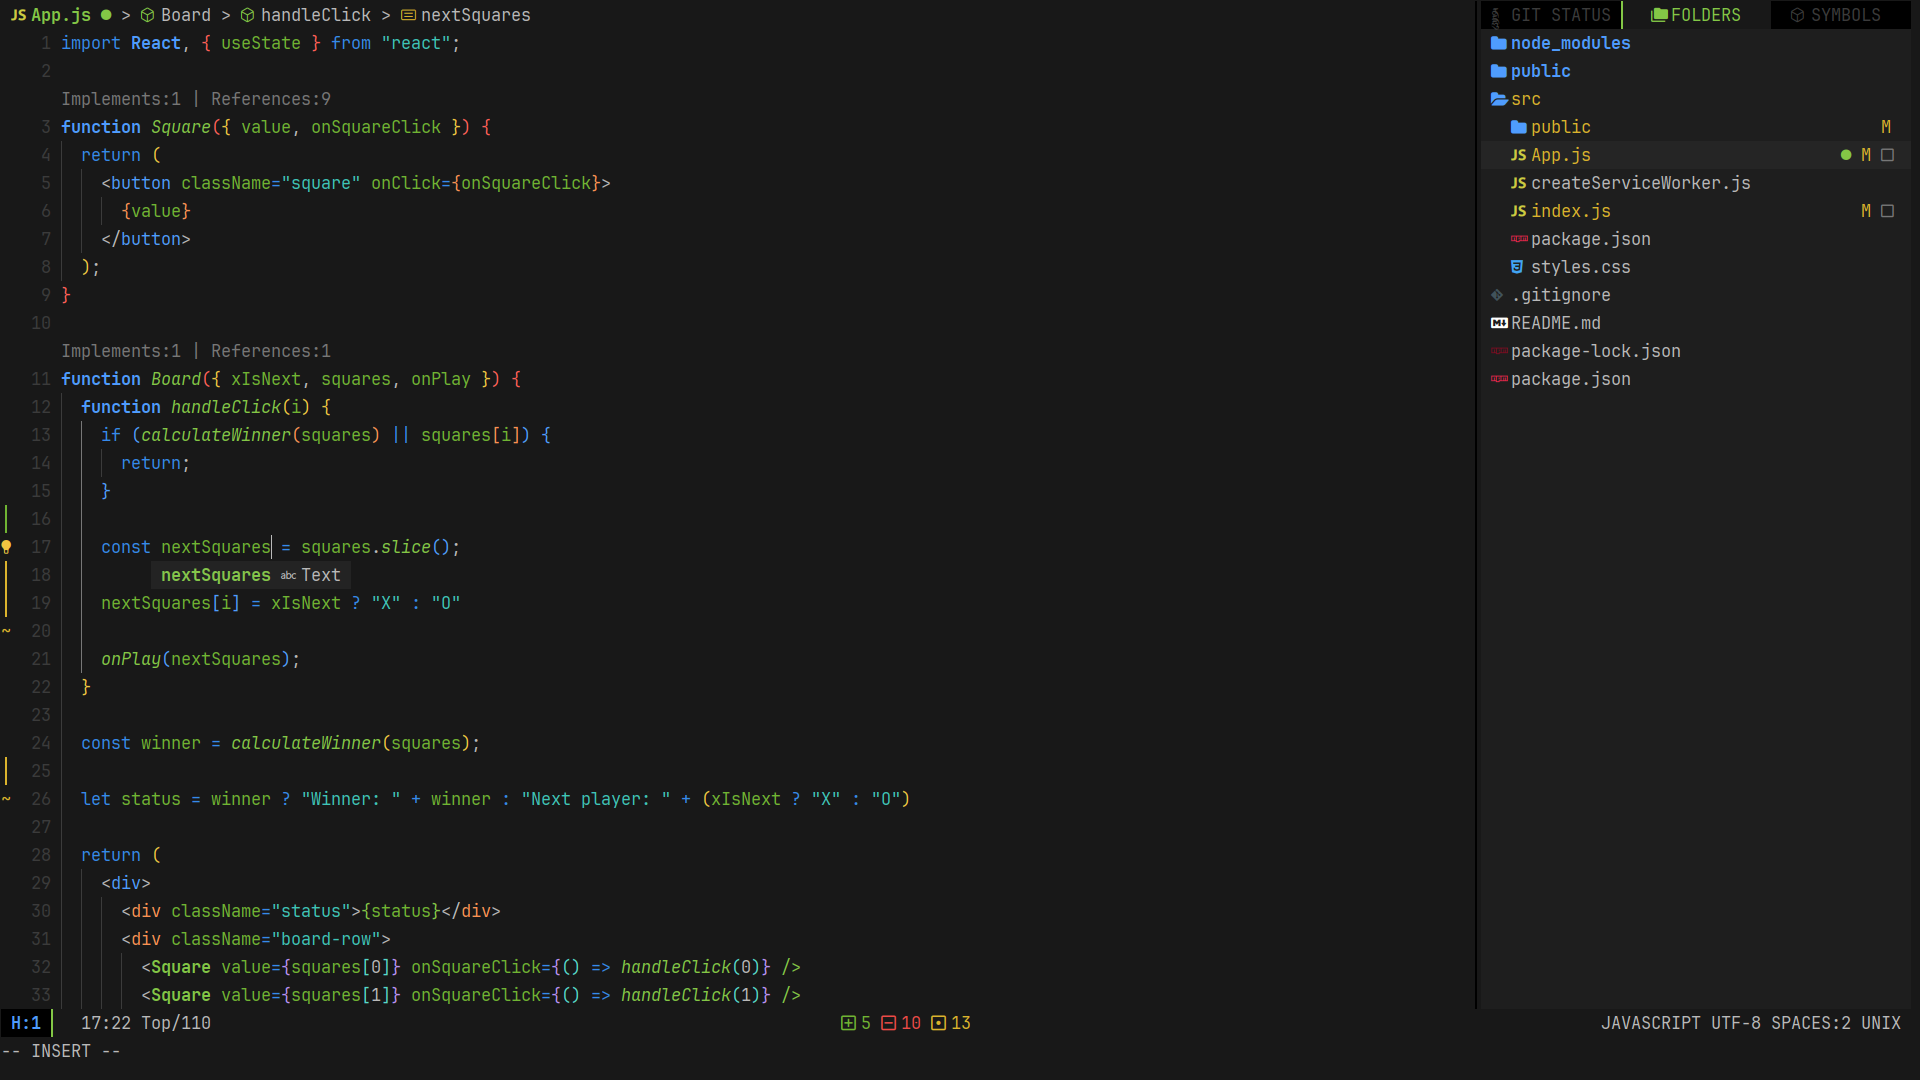 JS App.js ● > Board > handleClick > nextSquares
1 import React, { useState } from "react";
2
Implements:1 | References:9
3 function Square({ value, onSquareClick }) {
4   return (
5     <button className="square" onClick={onSquareClick}>
6       {value}
7     </button>
8   );
9 }
10
Implements:1 | References:1
11 function Board({ xIsNext, squares, onPlay }) {
12   function handleClick(i) {
13     if (calculateWinner(squares) || squares[i]) {
14       return;
15     }
16
17     const nextSquares = squares.slice();
18 nextSquares abc Text
19     nextSquares[i] = xIsNext ? "X" : "O"
~ 20
21     onPlay(nextSquares);
22   }
23
24   const winner = calculateWinner(squares);
25
~ 26   let status = winner ? "Winner: " + winner : "Next player: " + (xIsNext ? "X" : "O")
27
28   return (
29     <div>
30       <div className="status">{status}</div>
31       <div className="board-row">
32         <Square value={squares[0]} onSquareClick={() => handleClick(0)} />
33         <Square value={squares[1]} onSquareClick={() => handleClick(1)} />
GIT STATUS FOLDERS SYMBOLS
node_modules
public
src
public M
JS App.js ● M
JS createServiceWorker.js
JS index.js M
package.json
styles.css
.gitignore
README.md
package-lock.json
package.json
H:1 17:22 Top/110 5 10 13 JAVASCRIPT UTF-8 SPACES:2 UNIX
-- INSERT --